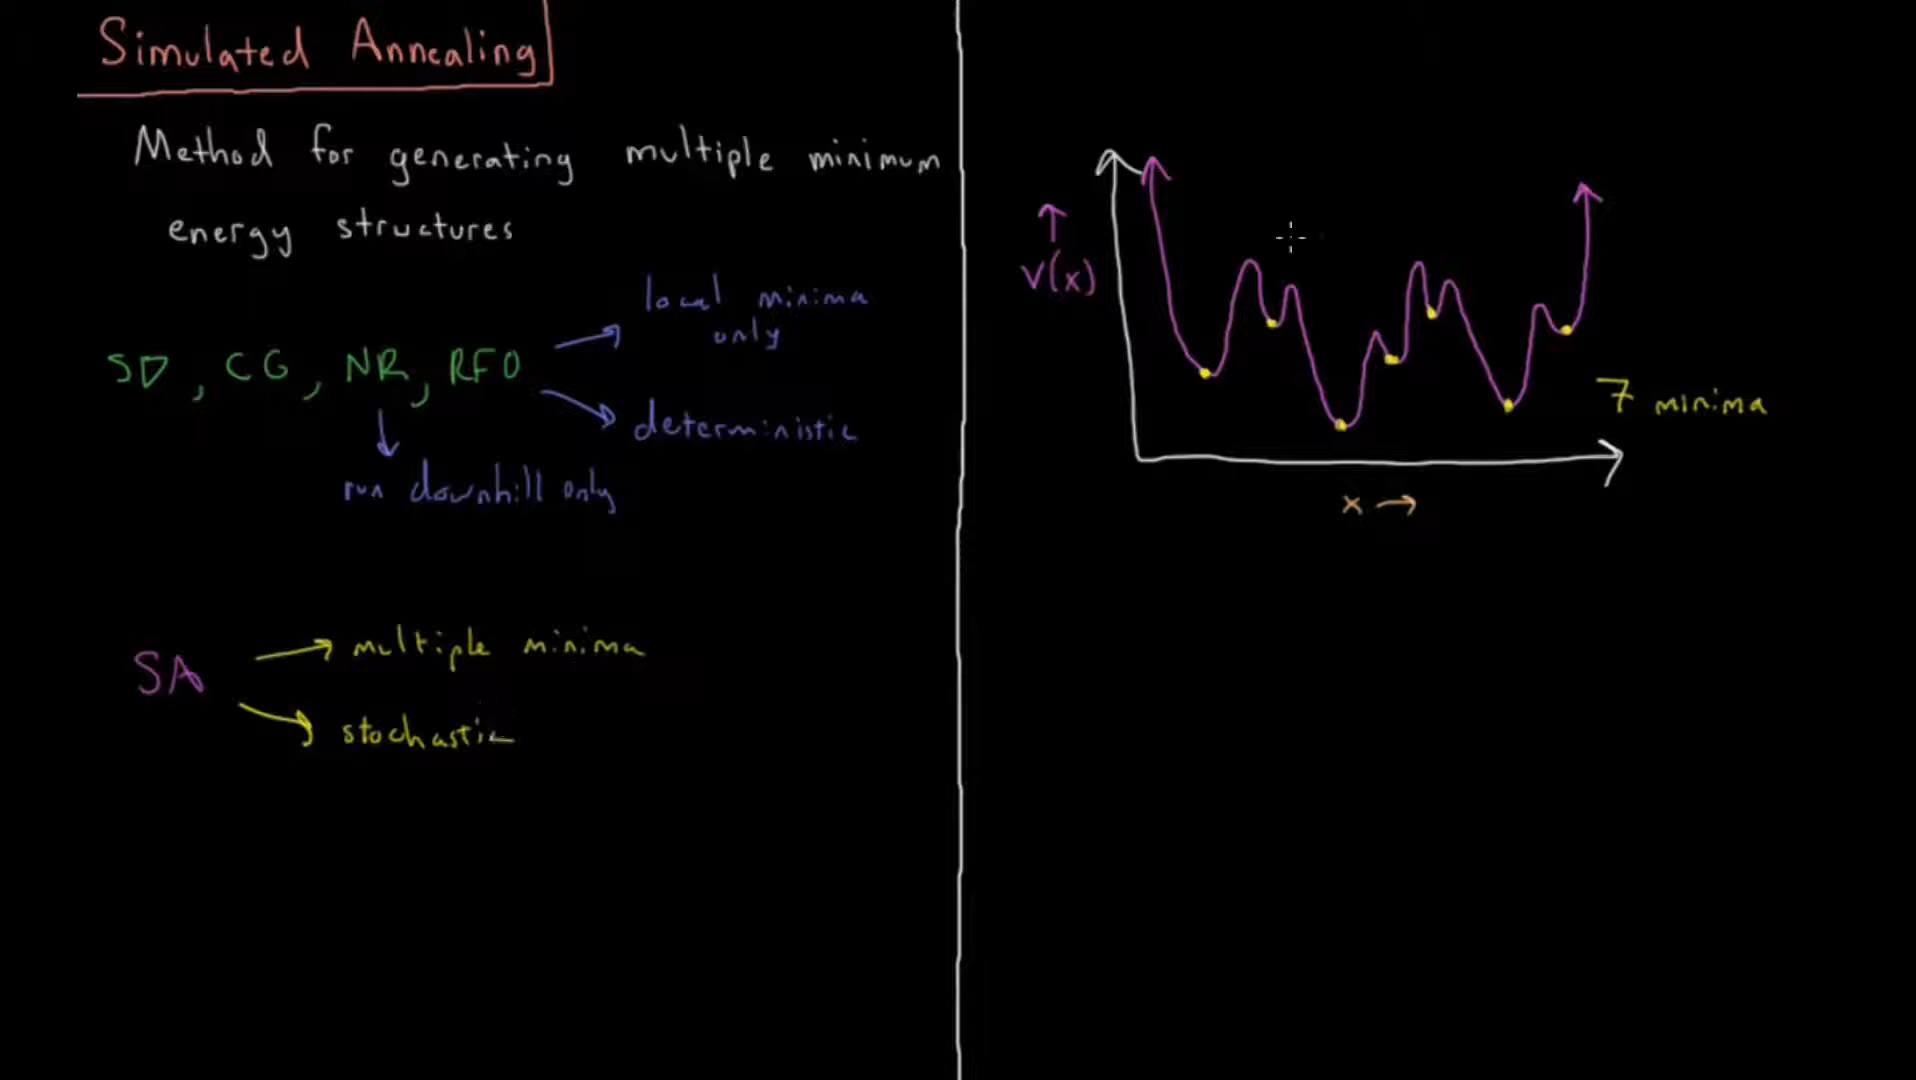 Simulated Annealing
Method for generating multiple minimum
energy structures
SD, CG, NR, RFO
local minima
only
deterministic
run downhill only
SA
multiple minima
stochastic
V(x)
7 minima
x →